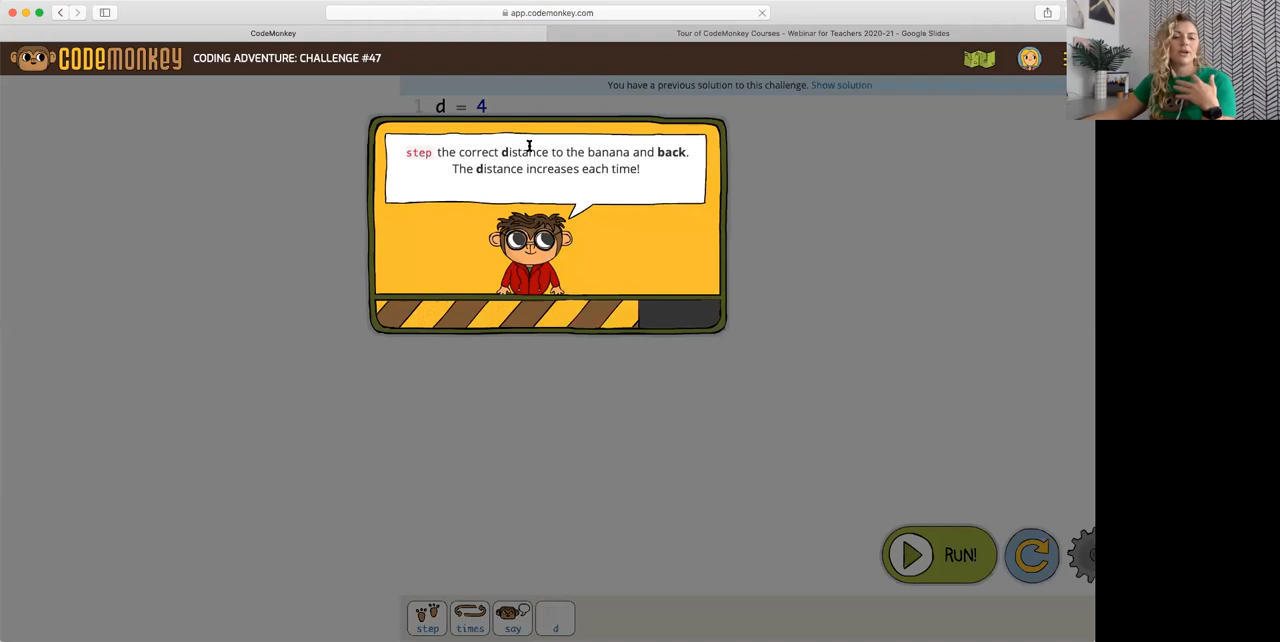 app.codemonkey.com
CodeMonkey
Tour of CodeMonkey Courses - Webinar for Teachers 2020-21 - Google Slides
CODEMONKEY
CODING ADVENTURE: CHALLENGE #47
You have a previous solution to this challenge. Show solution
1 d = 4
step the correct distance to the banana and back.
The distance increases each time!
RUN!
step times say d